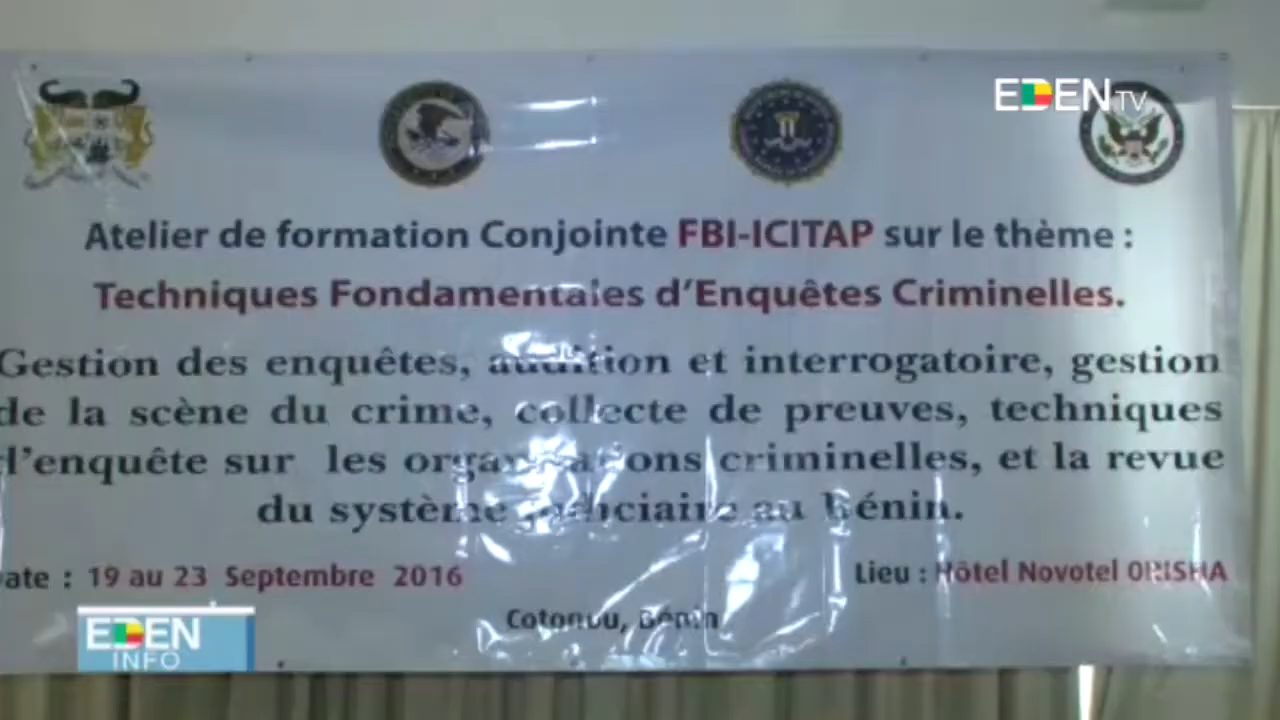 EDEN TV
Atelier de formation Conjointe FBI-ICITAP sur le thème :
Techniques Fondamentales d'Enquêtes Criminelles.
Gestion des enquêtes, audition et interrogatoire, gestion
de la scène du crime, collecte de preuves, techniques
d'enquête sur les organisations criminelles, et la revue
du système judiciaire au Bénin.
ate : 19 au 23 Septembre 2016
Lieu : Hôtel Novotel ORISHA
Cotonou, Bénin
EDEN
INFO